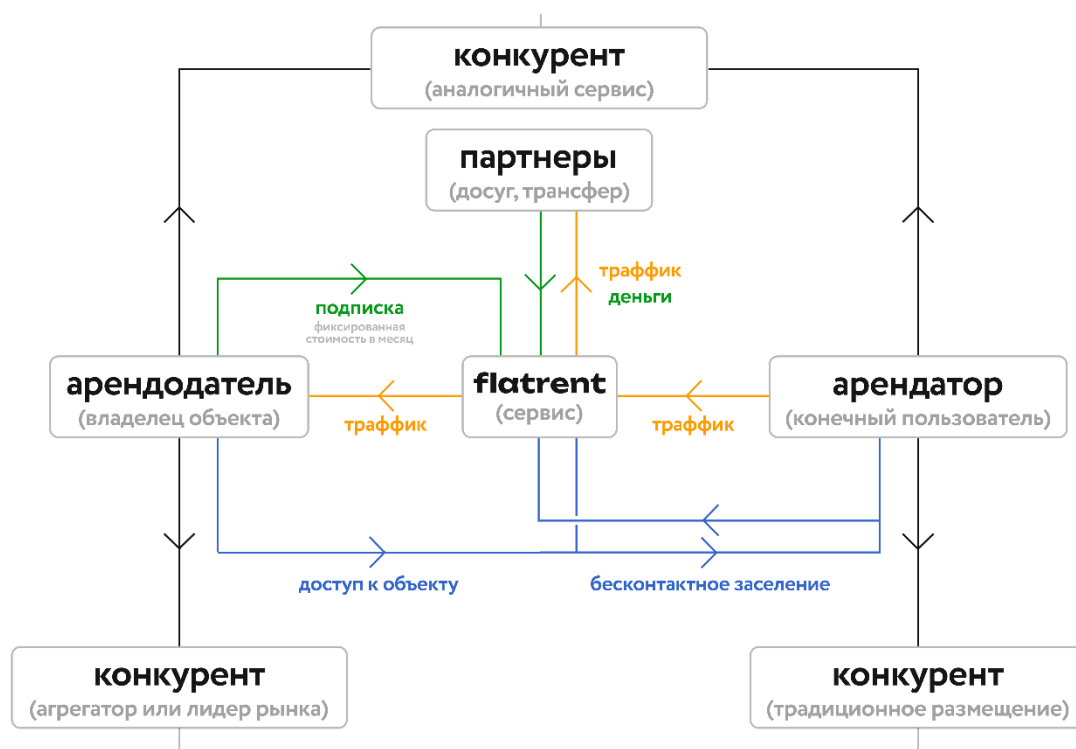 конкурент
(аналогичный сервис)
партнеры
(досуг, трансфер)
траффик
деньги
подписка
фиксированная
стоимость в месяц
арендодатель
(владелец объекта)
траффик
flatrent
(сервис)
траффик
арендатор
(конечный пользователь)
доступ к объекту
бесконтактное заселение
конкурент
(агрегатор или лидер рынка)
конкурент
(традиционное размещение)